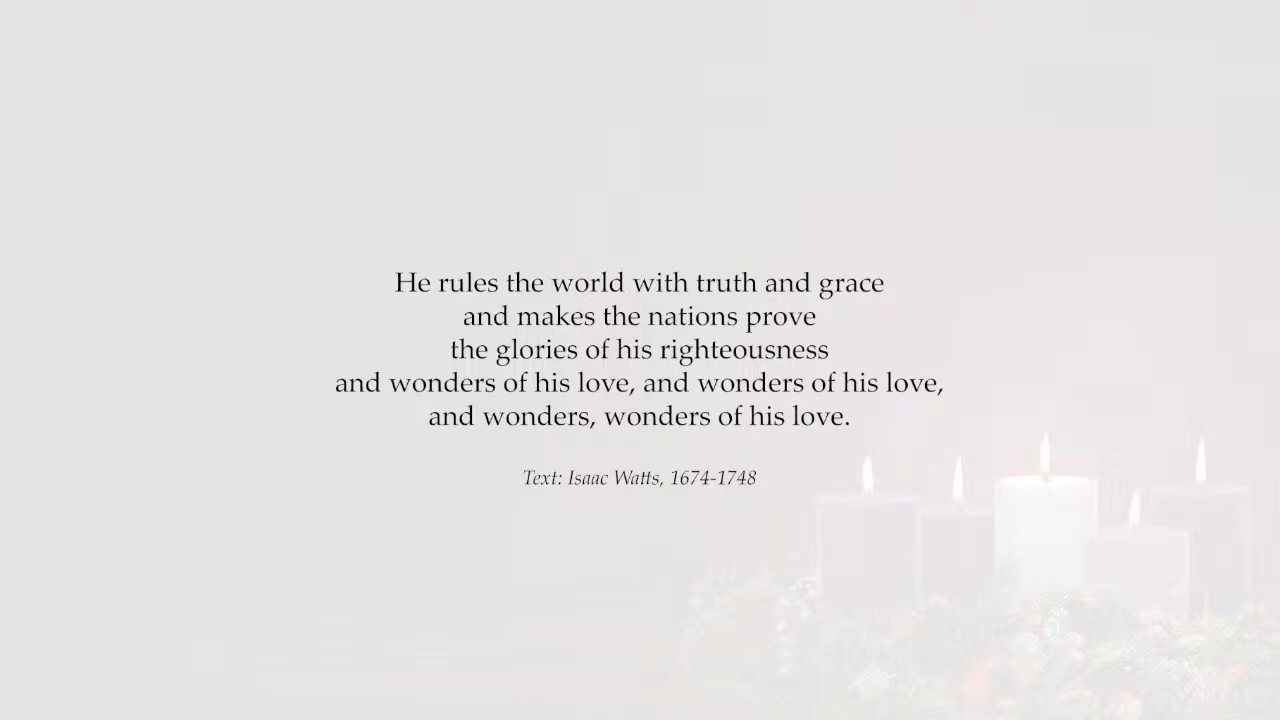 He rules the world with truth and grace
and makes the nations prove
the glories of his righteousness
and wonders of his love, and wonders of his love,
and wonders, wonders of his love.
Text: Isaac Watts, 1674-1748